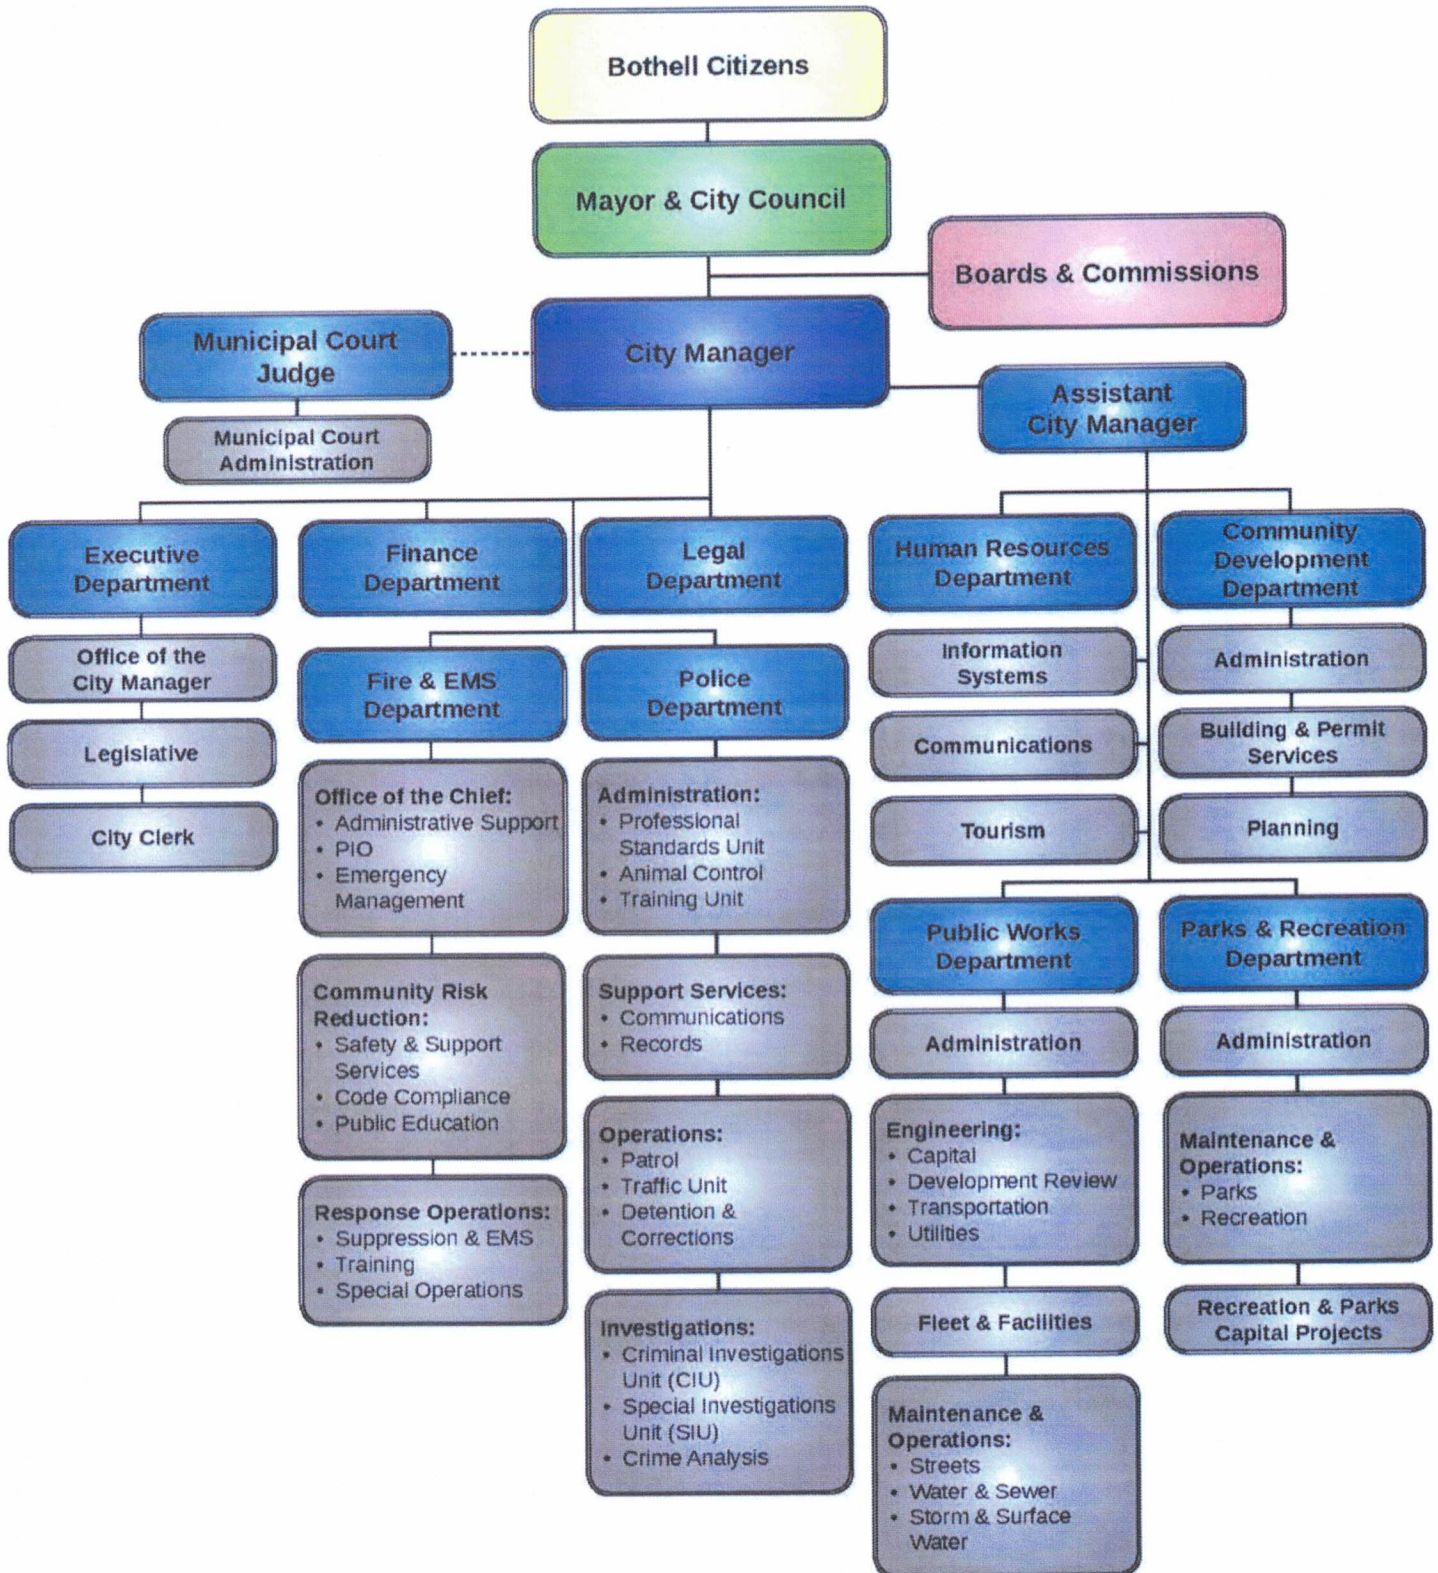 Bothell Citizens
Mayor & City Council
Boards & Commissions
Municipal Court
Judge
City Manager
Assistant
City Manager
Municipal Court
Administration
Executive
Department
Finance
Department
Legal
Department
Human Resources
Department
Community
Development
Department
Office of the
City Manager
Legislative
City Clerk
Fire & EMS
Department
Police
Department
Information
Systems
Communications
Tourism
Administration
Building & Permit
Services
Planning
Office of the Chief:
• Administrative Support
• PIO
• Emergency
Management
Community Risk
Reduction:
• Safety & Support
Services
• Code Compliance
• Public Education
Response Operations:
• Suppression & EMS
• Training
• Special Operations
Administration:
• Professional
Standards Unit
• Animal Control
• Training Unit
Support Services:
• Communications
• Records
Operations:
• Patrol
• Traffic Unit
• Detention &
Corrections
Investigations:
• Criminal Investigations
Unit (CIU)
• Special Investigations
Unit (SIU)
• Crime Analysis
Public Works
Department
Administration
Engineering:
• Capital
• Development Review
• Transportation
• Utilities
Fleet & Facilities
Maintenance &
Operations:
• Streets
• Water & Sewer
• Storm & Surface
Water
Parks & Recreation
Department
Administration
Maintenance &
Operations:
• Parks
• Recreation
Recreation & Parks
Capital Projects